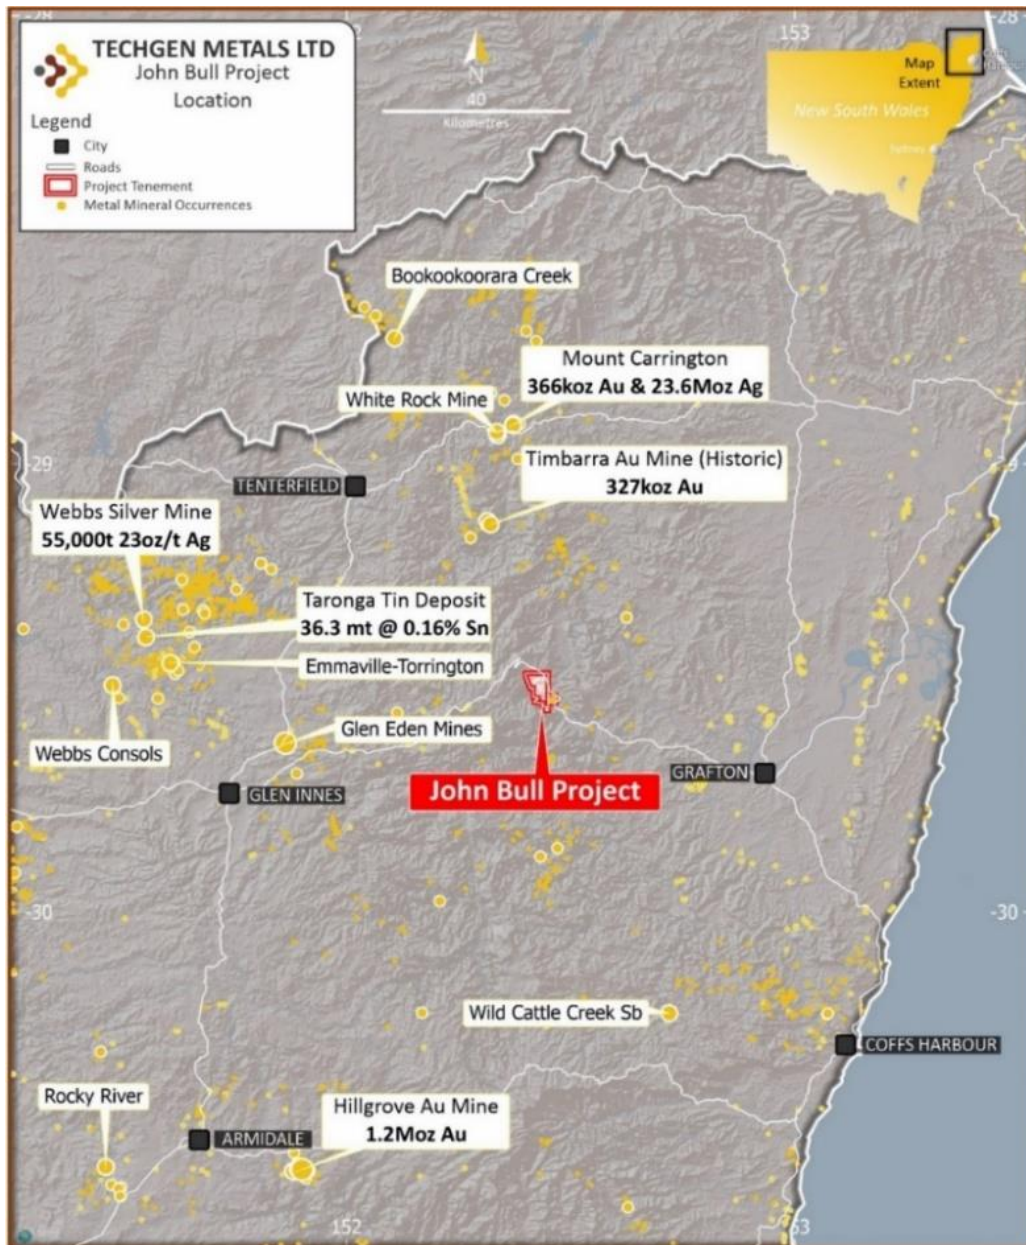 -28
152
153
-28
TECHGEN METALS LTD
John Bull Project
Location
Legend
City
Roads
Project Tenement
Metal Mineral Occurrences
N
40
Kilometres
Map
Extent
New South Wales
Sydney
Bookookoorara Creek
Mount Carrington
366koz Au & 23.6Moz Ag
White Rock Mine
-29
Timbarra Au Mine (Historic)
327koz Au
TENTERFIELD
Webbs Silver Mine
55,000t 23oz/t Ag
Taronga Tin Deposit
36.3 mt @ 0.16% Sn
Emmaville-Torrington
Glen Eden Mines
Webbs Consols
John Bull Project
GRAFTON
GLEN INNES
-30
-30
Wild Cattle Creek Sb
COFFS HARBOUR
Rocky River
Hillgrove Au Mine
1.2Moz Au
ARMIDALE
152
153